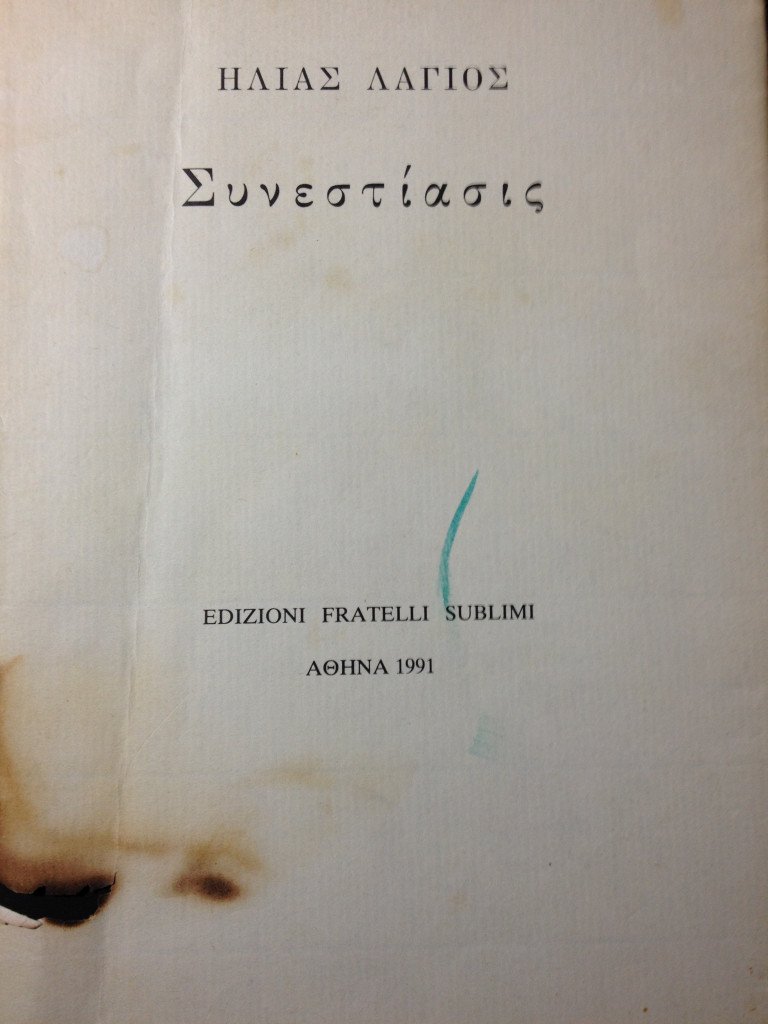 ΗΛΙΑΣ ΛΑΓΙΟΣ
Συνεστίασις
EDIZIONI FRATELLI SUBLIMI
ΑΘΗΝΑ 1991